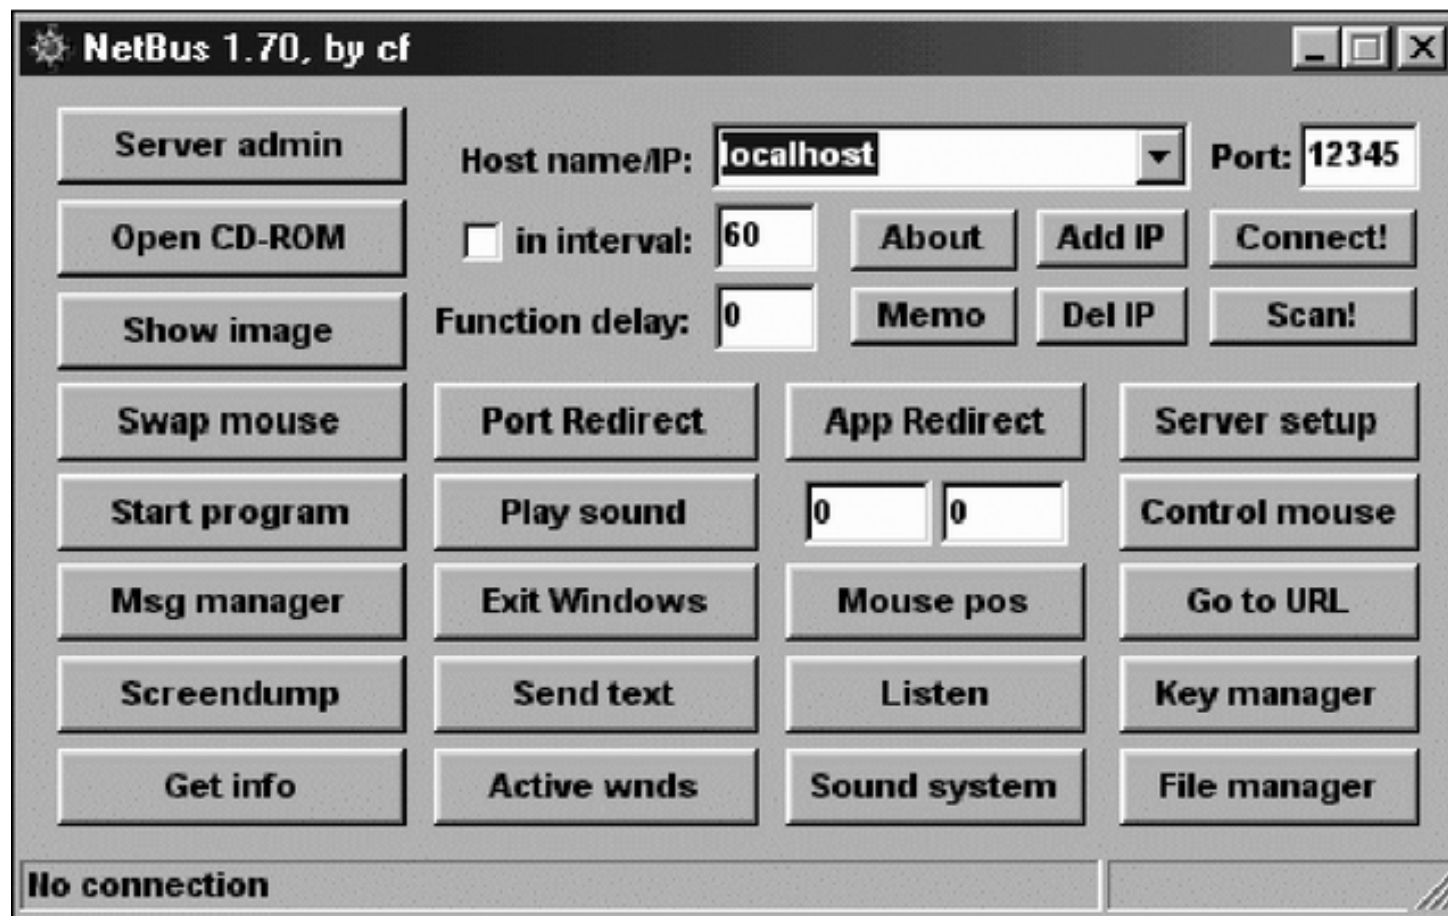 NetBus 1.70, by cf
Server admin
Host name/IP: localhost Port: 12345
Open CD-ROM
in interval: 60 About Add IP Connect!
Show image
Function delay: 0 Memo Del IP Scan!
Swap mouse Port Redirect App Redirect Server setup
Start program Play sound 0 0 Control mouse
Msg manager Exit Windows Mouse pos Go to URL
Screendump Send text Listen Key manager
Get info Active wnds Sound system File manager
No connection